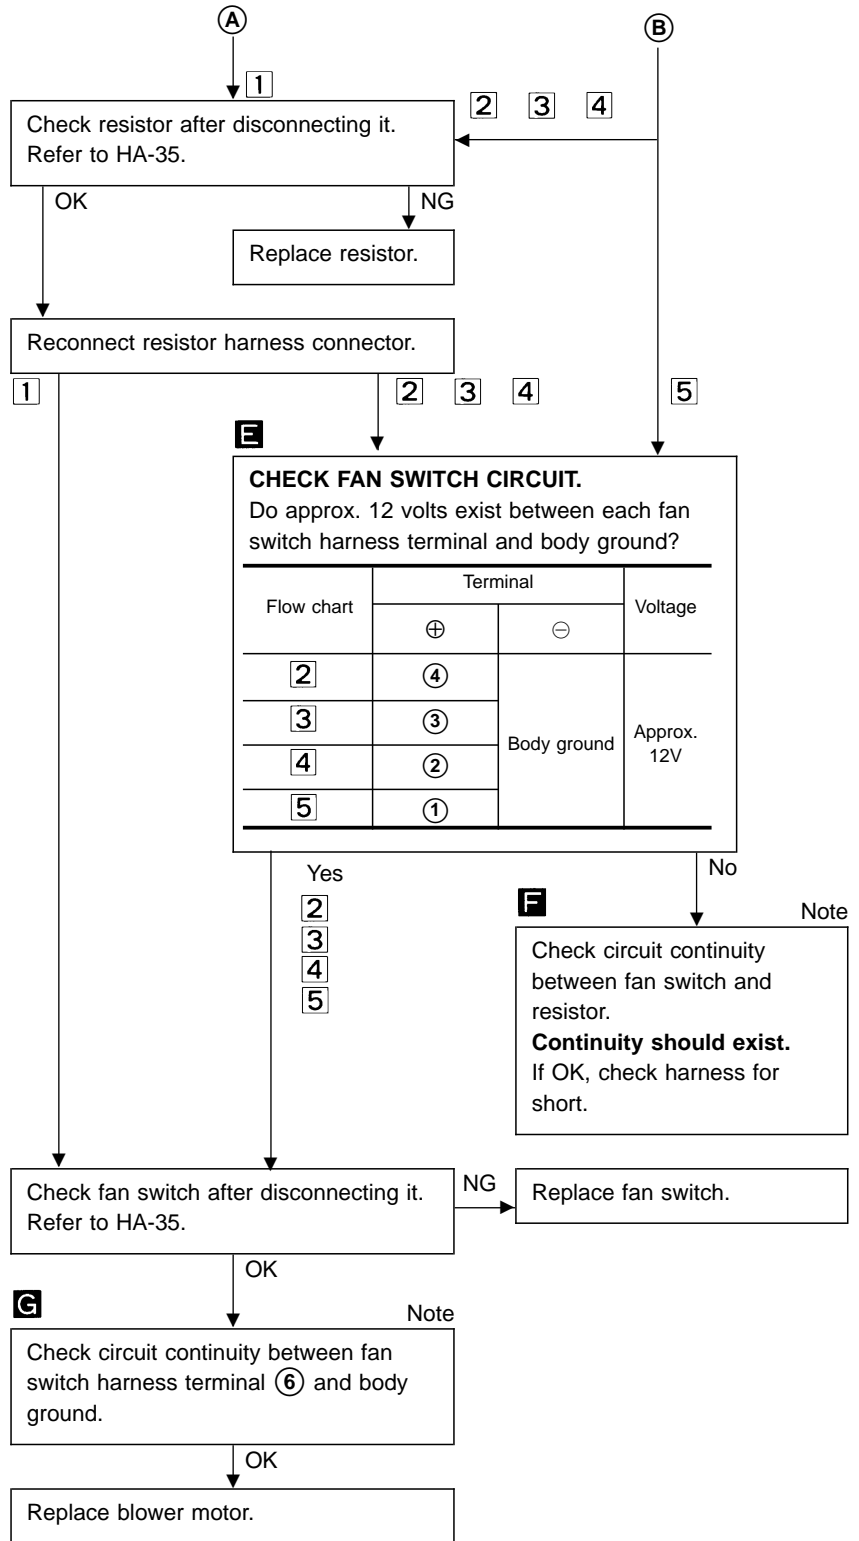 A
B
1
2 3 4
Check resistor after disconnecting it.
Refer to HA-35.
OK
NG
Replace resistor.
Reconnect resistor harness connector.
1
2 3 4
5
E
CHECK FAN SWITCH CIRCUIT.
Do approx. 12 volts exist between each fan
switch harness terminal and body ground?
Flow chart
Terminal
Voltage
⊕ ⊖
2 ④
3 ③
4 ②
5 ①
Body ground
Approx.
12V
Yes
2
3
4
5
No
F
Note
Check circuit continuity
between fan switch and
resistor.
Continuity should exist.
If OK, check harness for
short.
Check fan switch after disconnecting it.
Refer to HA-35.
NG
Replace fan switch.
OK
G
Note
Check circuit continuity between fan
switch harness terminal ⑥ and body
ground.
OK
Replace blower motor.